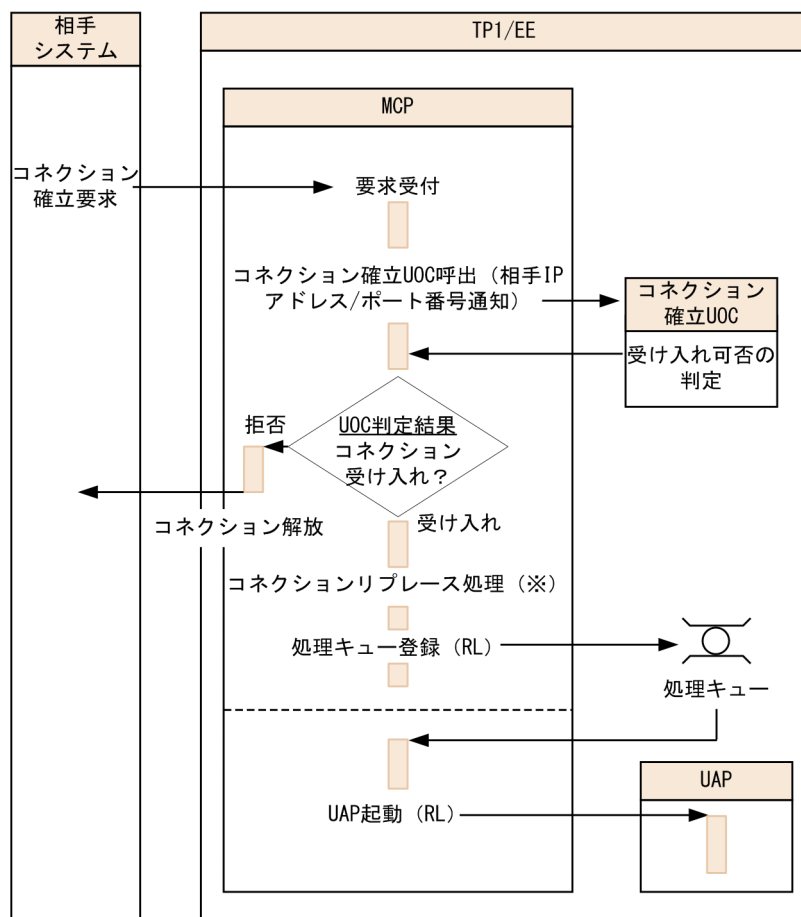 相手
システム
TP1/EE
MCP
コネクション
確立要求
要求受付
コネクション確立UOC呼出（相手IP
アドレス/ポート番号通知）
コネクション
確立UOC
受け入れ可否の
判定
拒否
UOC判定結果
コネクション
受け入れ？
コネクション解放
受け入れ
コネクションリプレース処理（※）
処理キュー登録（RL）
処理キュー
UAP
UAP起動（RL）